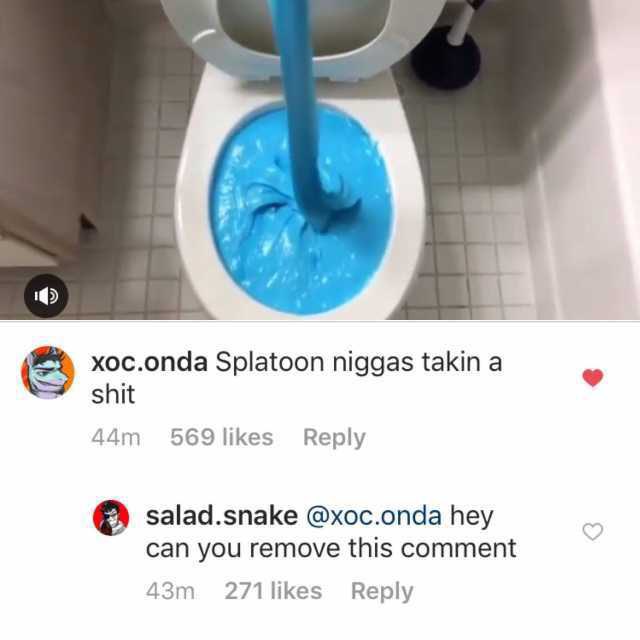 xoc.onda Splatoon niggas takin a
shit
44m 569 likes Reply
salad.snake @xoc.onda hey
can you remove this comment
43m 271 likes Reply